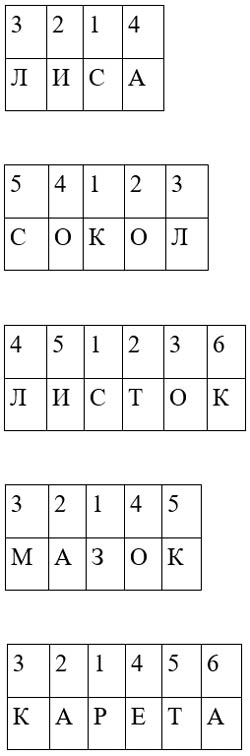 3 2 1 4
Л И С А
5 4 1 2 3
С О К О Л
4 5 1 2 3 6
Л И С Т О К
3 2 1 4 5
М А З О К
3 2 1 4 5 6
К А Р Е Т А